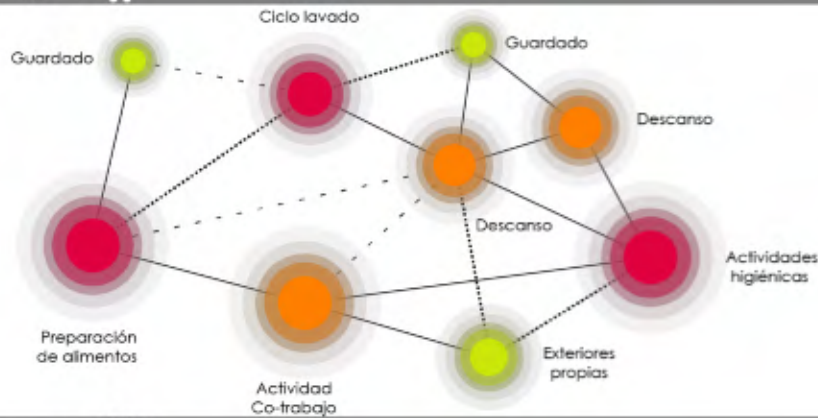 Ciclo lavado
Guardado
Guardado
Descanso
Descanso
Actividades
higiénicas
Preparación
de alimentos
Exteriores
propias
Actividad
Co-trabajo